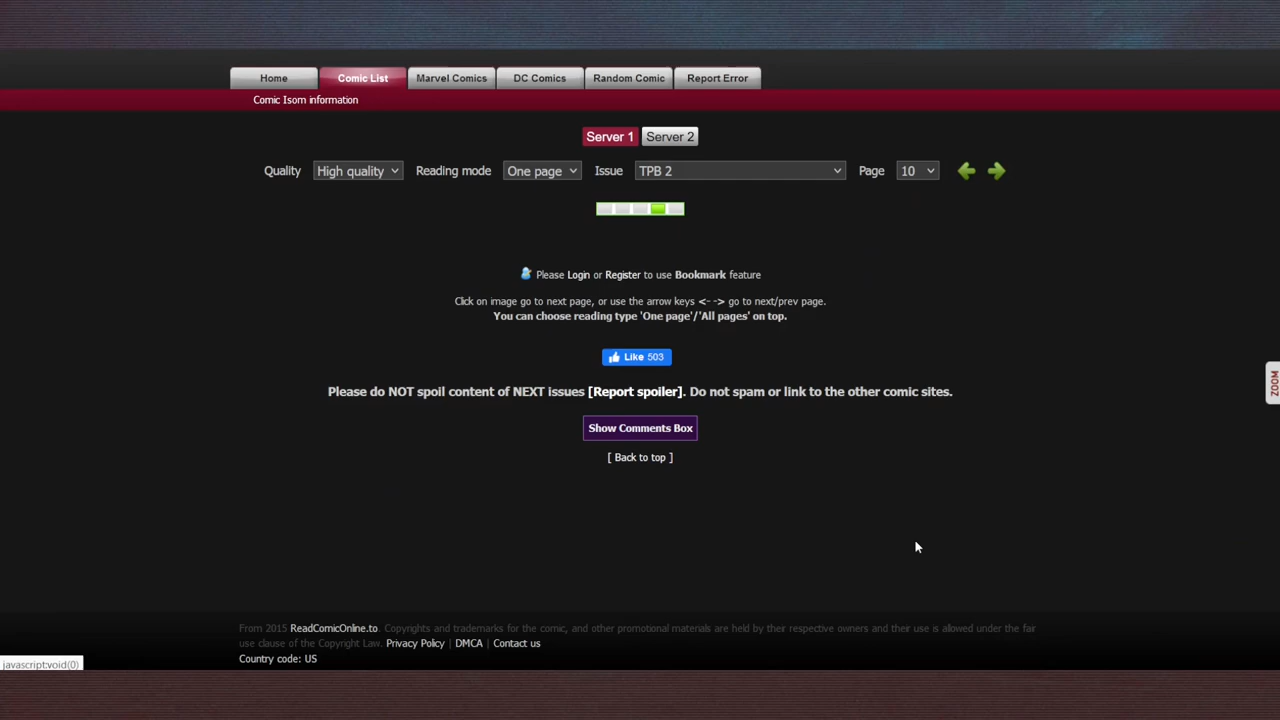 Home Comic List Marvel Comics DC Comics Random Comic Report Error
Comic Isom information
Server 1 Server 2
Quality High quality Reading mode One page Issue TPB 2 Page 10
Please Login or Register to use Bookmark feature
Click on image go to next page, or use the arrow keys <- -> go to next/prev page.
You can choose reading type 'One page'/'All pages' on top.
Like 503
Please do NOT spoil content of NEXT issues [Report spoiler]. Do not spam or link to the other comic sites.
ZOOM
Show Comments Box
[ Back to top ]
From 2015 ReadComicOnline.to. Copyrights and trademarks for the comic, and other promotional materials are held by their respective owners and their use is allowed under the fair
use clause of the Copyright Law. Privacy Policy | DMCA | Contact us
Country code: US
javascript:void(0)